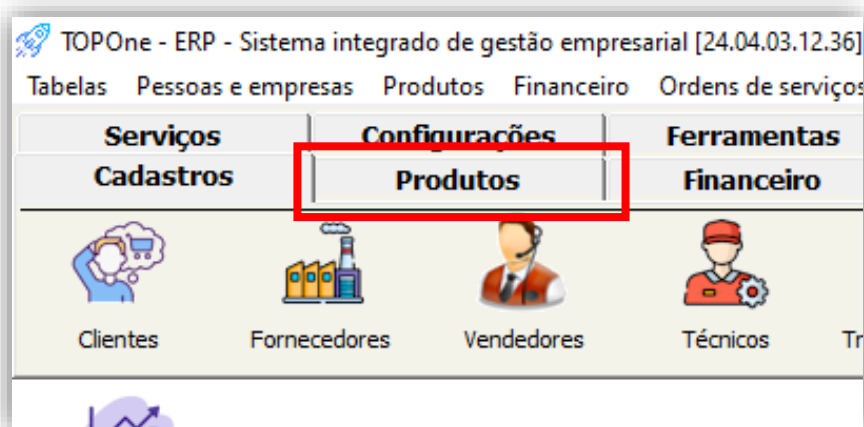 TOPOne - ERP - Sistema integrado de gestão empresarial [24.04.03.12.36]
Tabelas Pessoas e empresas Produtos Financeiro Ordens de serviços
Serviços Configurações Ferramentas
Cadastros Produtos Financeiro
Clientes Fornecedores Vendedores Técnicos Tr